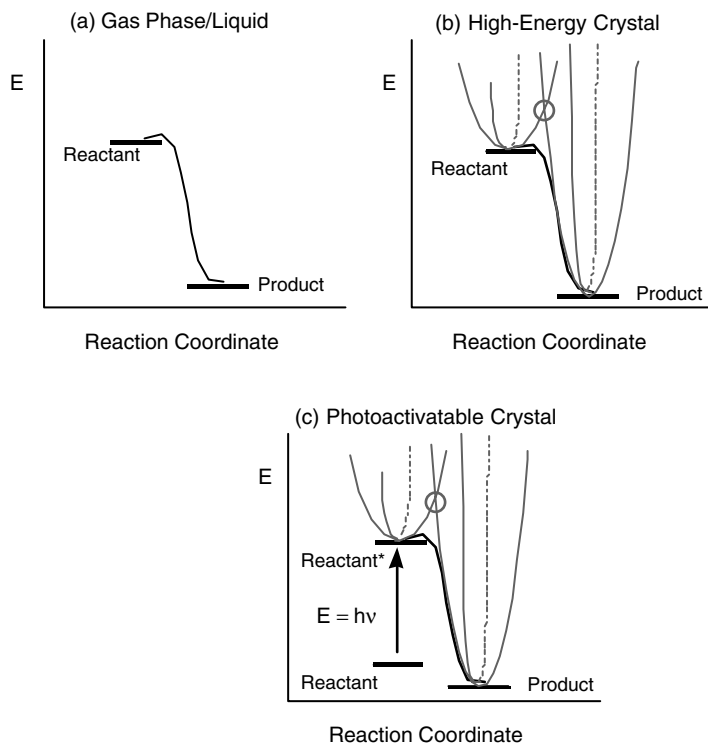 (a) Gas Phase/Liquid
E
Reactant
Product
Reaction Coordinate
(b) High-Energy Crystal
E
Reactant
Product
Reaction Coordinate
(c) Photoactivatable Crystal
E
Reactant*
E = hν
Reactant
Product
Reaction Coordinate